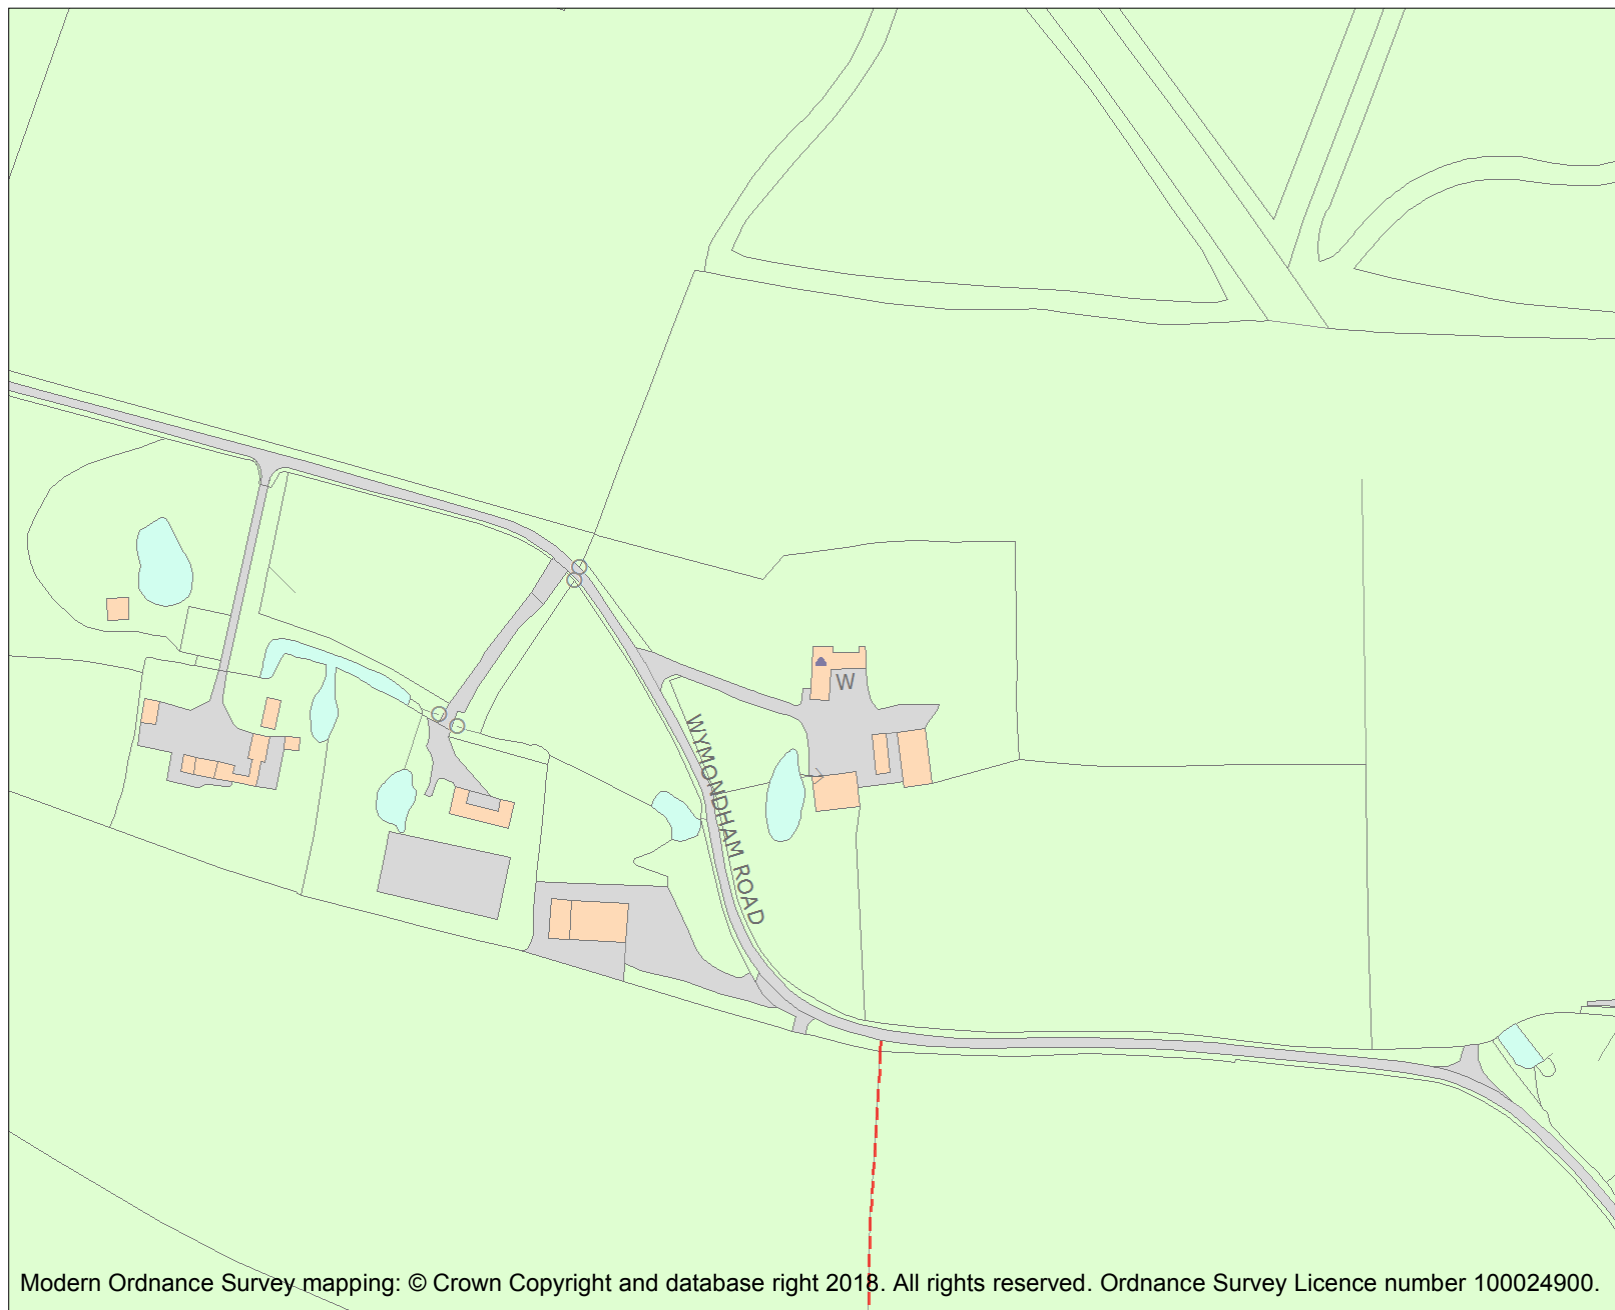 W
WYMONDHAM ROAD
Modern Ordnance Survey mapping: © Crown Copyright and database right 2018. All rights reserved. Ordnance Survey Licence number 100024900.